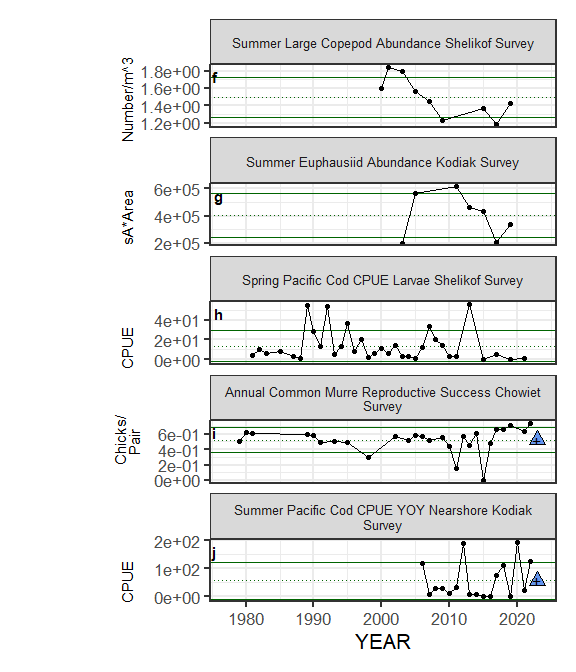 Summer Large Copepod Abundance Shelikof Survey
Number/m^3
1.8e+00
1.6e+00
1.4e+00
1.2e+00
f
Summer Euphausiid Abundance Kodiak Survey
sA*Area
6e+05
4e+05
2e+05
g
Spring Pacific Cod CPUE Larvae Shelikof Survey
CPUE
4e+01
2e+01
0e+00
h
Annual Common Murre Reproductive Success Chowiet
Survey
Chicks/
Pair
6e-01
4e-01
2e-01
0e+00
i
Summer Pacific Cod CPUE YOY Nearshore Kodiak
Survey
CPUE
2e+02
1e+02
0e+00
j
1980 1990 2000 2010 2020
YEAR